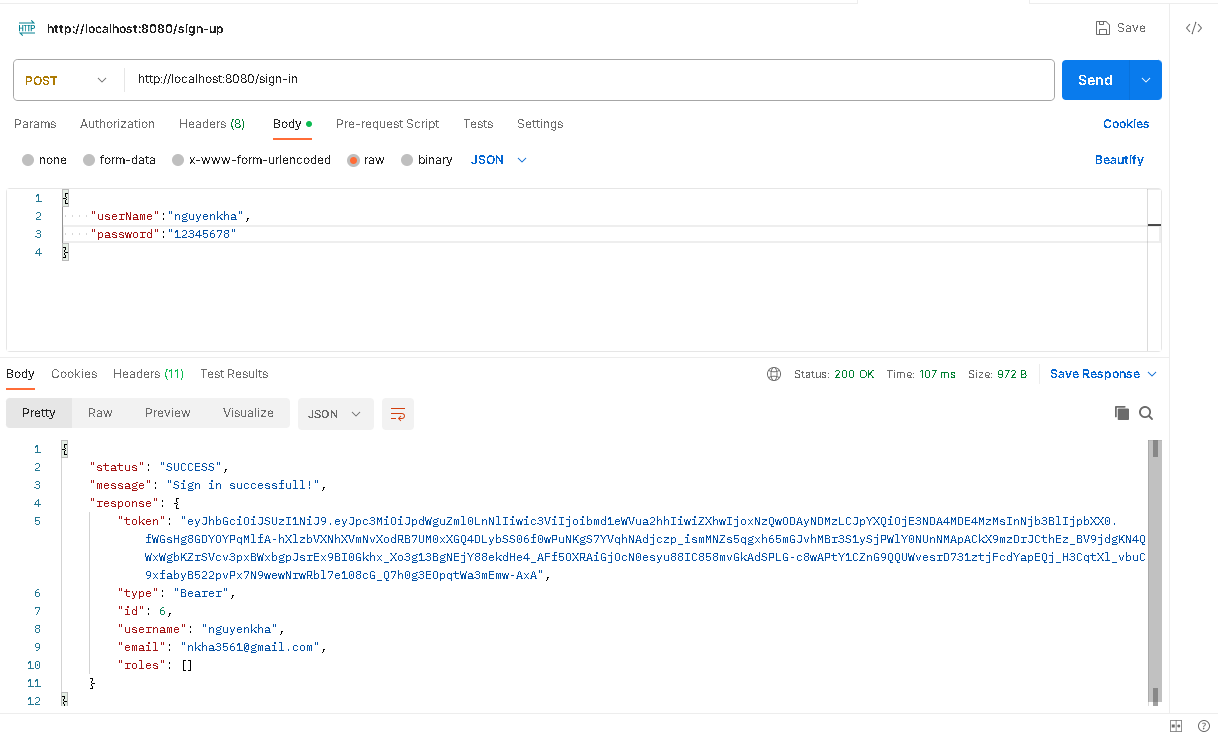 HTTP http://localhost:8080/sign-up Save </>
POST http://localhost:8080/sign-in Send
Params Authorization Headers (8) Body Pre-request Script Tests Settings Cookies
none form-data x-www-form-urlencoded raw binary JSON Beautify
1 {
2 "userName":"nguyenkha",
3 "password":"12345678"
4 }
Body Cookies Headers (11) Test Results Status: 200 OK Time: 107 ms Size: 972 B Save Response
Pretty Raw Preview Visualize JSON
1 {
2 "status": "SUCCESS",
3 "message": "Sign in successfull!",
4 "response": {
5 "token": "eyJhbGciOiJSUzI1NiJ9.eyJpc3MiOiJpdWguZml0LnNlIiwic3ViIjoibmd1eWVua2hhIiwiZXhwIjoxNzQwODAyNDMzLCJpYXQiOjE3NDA4MDE4MzMsInNjb3BlIjpbXX0.
fWGsHg8GDYOYPqMlfA-hXlzbVXNhXVmNvXodRB7UM0xXGQ4DLybSS06f0wPuNKgS7YVqhNAdjczp_ismMNZs5qgxh65mGJvhMBr3S1ySjPWlY0NUnNMApACkX9mzDrJCthEz_BV9jdgKN4Q
WxWgbKZrSVcv3pxBWxbgpJsrEx9BI0Gkhx_Xo3g13BgNEjY88ekdHe4_AFf5OXRAiGjOcN0esyu88IC858mvGkAdSPLG-c8wAPtY1CZnG9QQUWvesrD731ztjFcdYapEQj_H3CqtXl_vbuC
9xfabyB522pvPx7N9wewNrwRbl7e108cG_Q7h0g3EOpqtWa3mEmw-AxA",
6 "type": "Bearer",
7 "id": 6,
8 "username": "nguyenkha",
9 "email": "nkha3561@gmail.com",
10 "roles": []
11 }
12 }